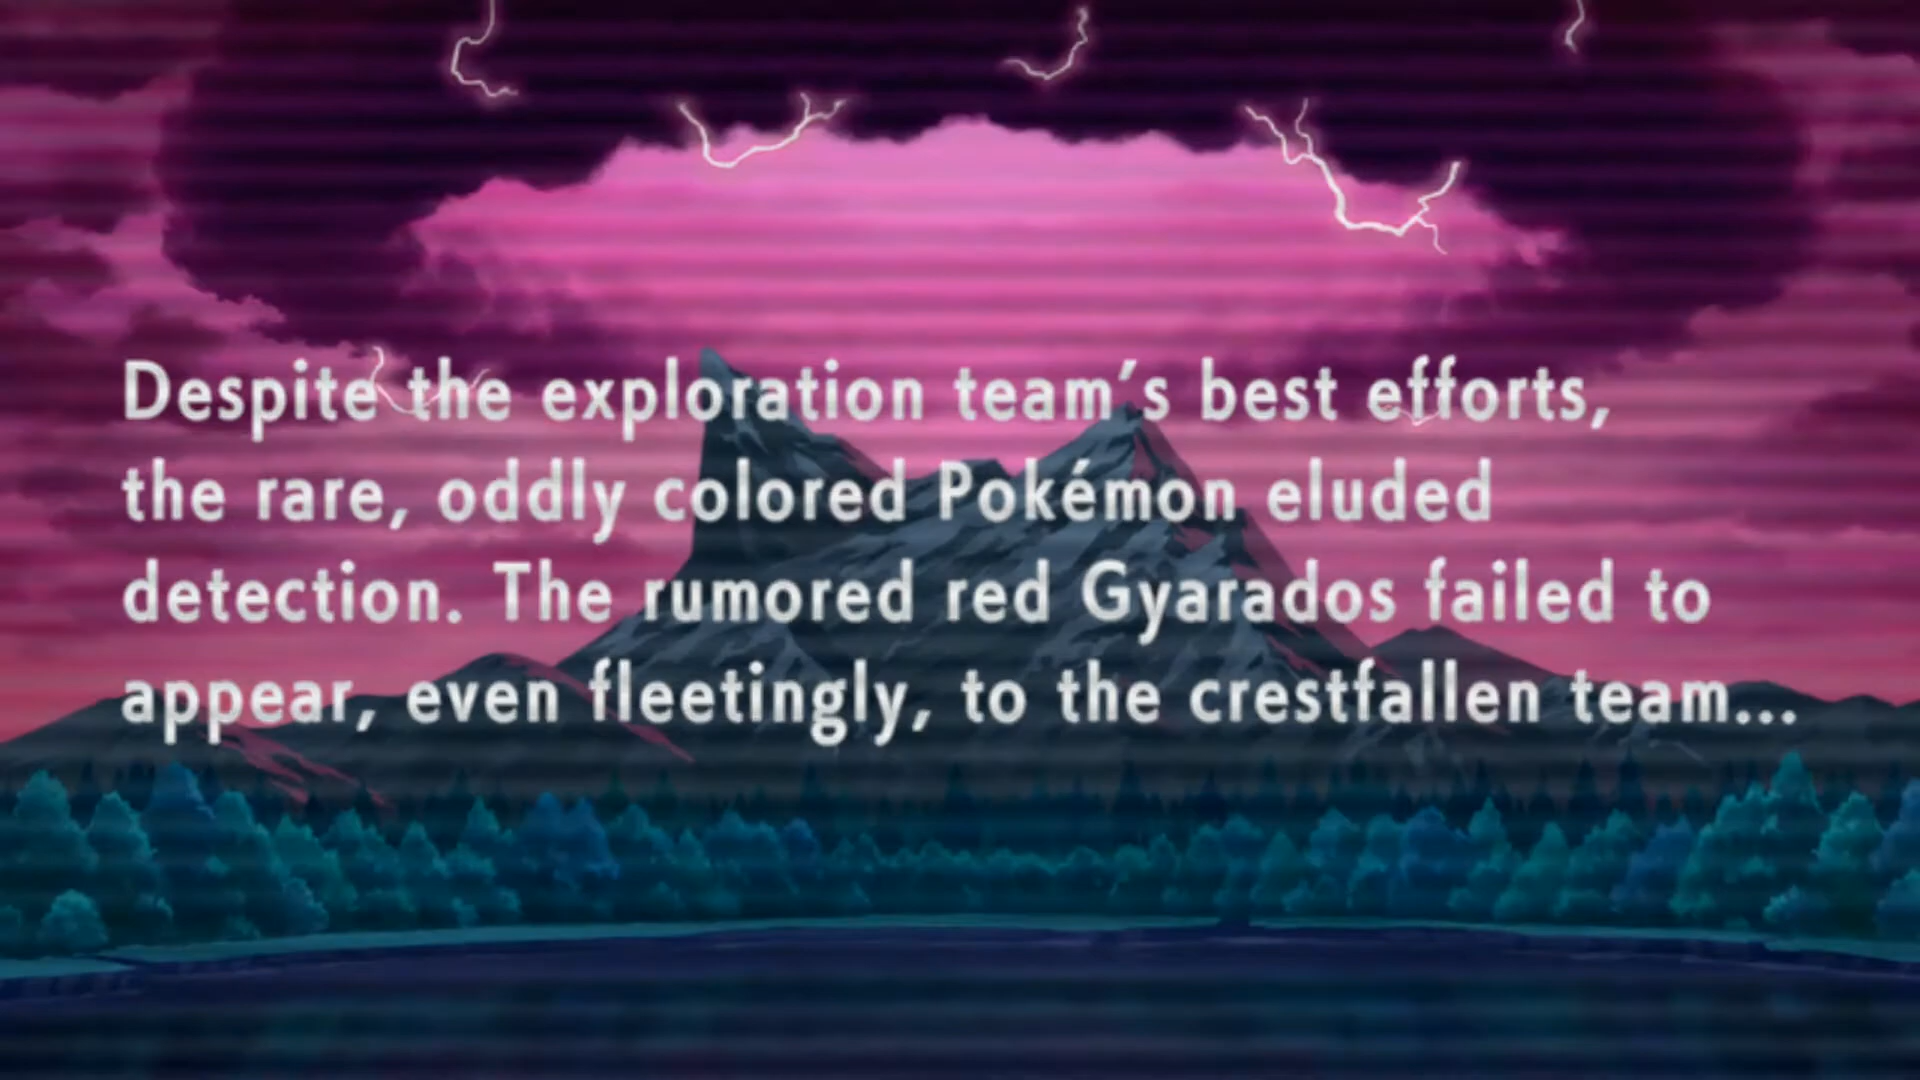 Despite the exploration team’s best efforts,
the rare, oddly colored Pokémon eluded
detection. The rumored red Gyarados failed to
appear, even fleetingly, to the crestfallen team...